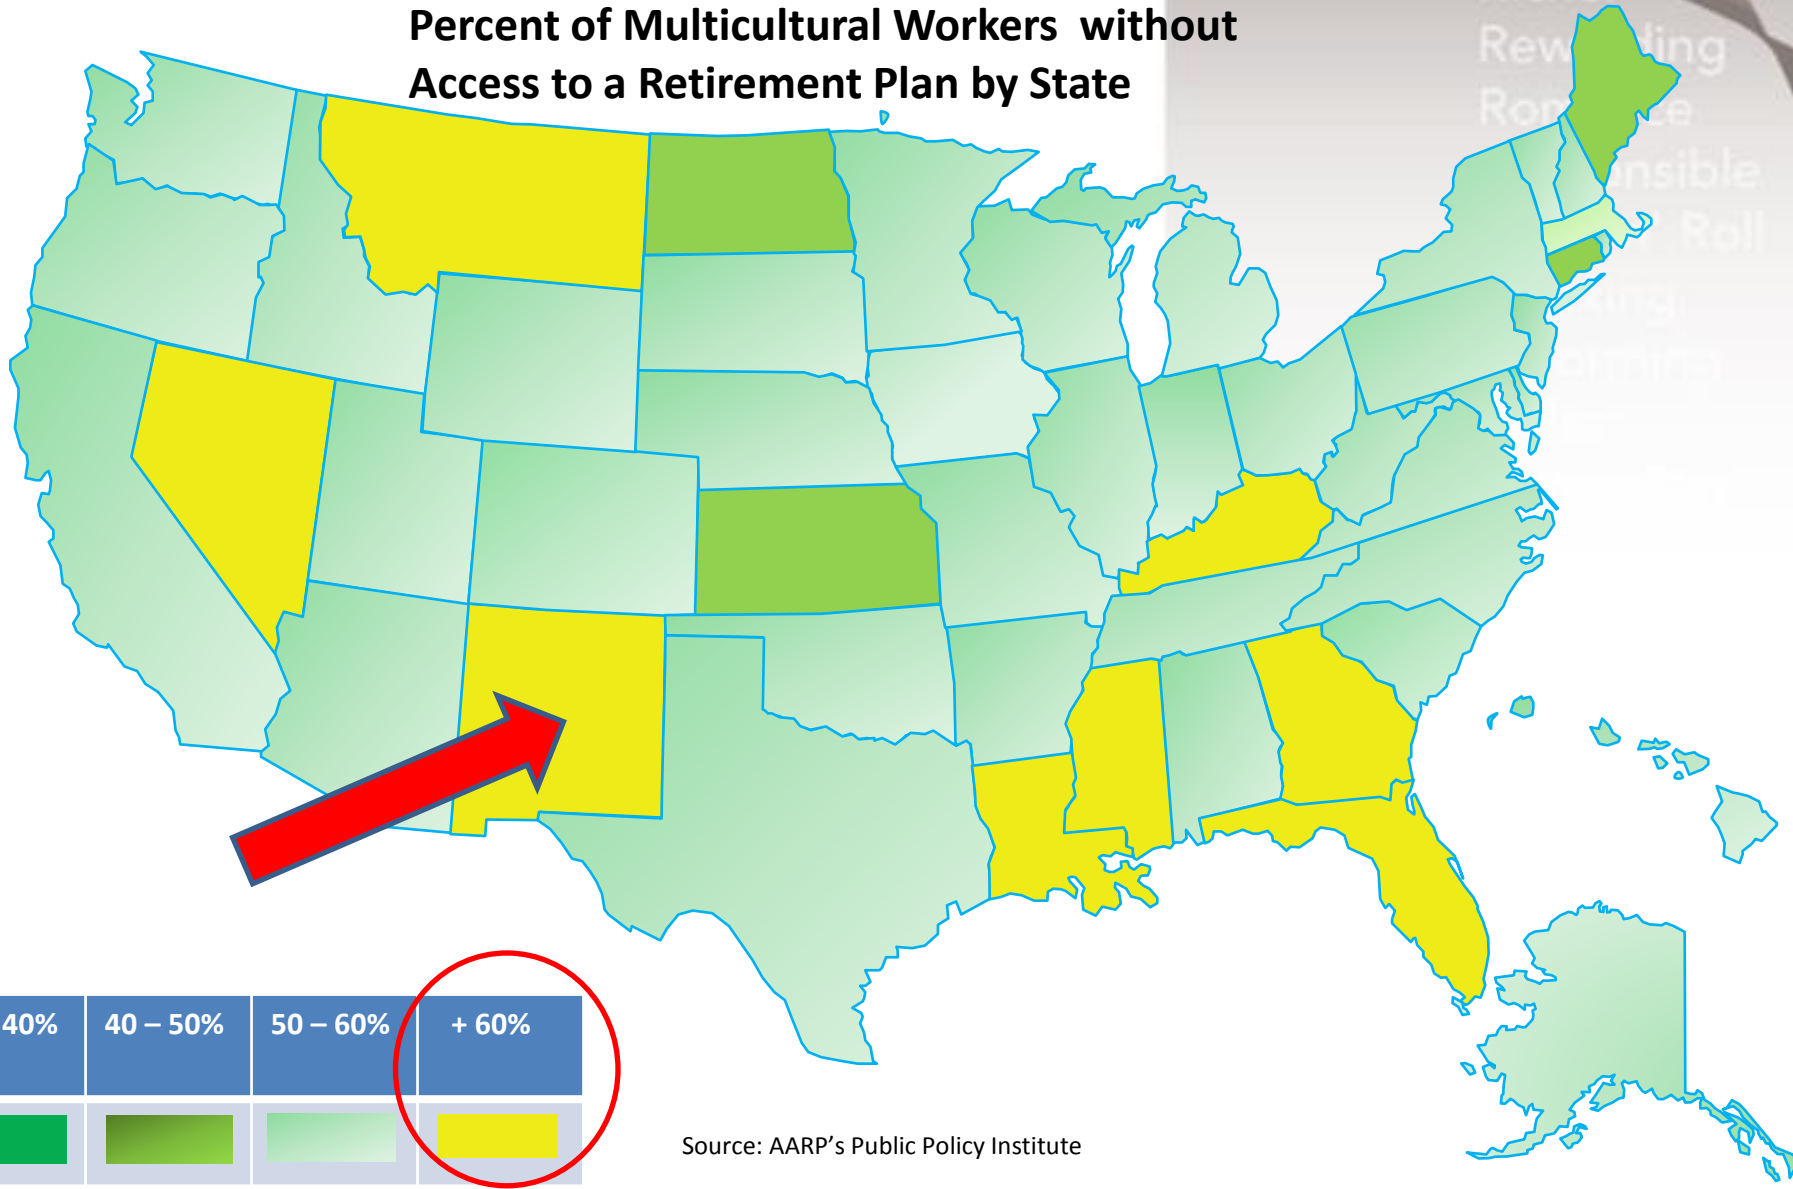 Percent of Multicultural Workers without
Access to a Retirement Plan by State
Roll
40%
40 – 50%
50 – 60%
+ 60%
Source: AARP's Public Policy Institute